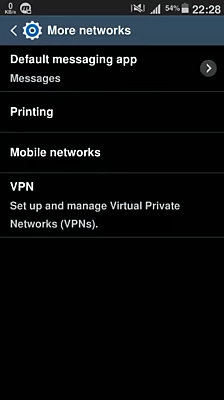 0
KB/s
54% 22:28
More networks
Default messaging app
Messages
Printing
Mobile networks
VPN
Set up and manage Virtual Private
Networks (VPNs).